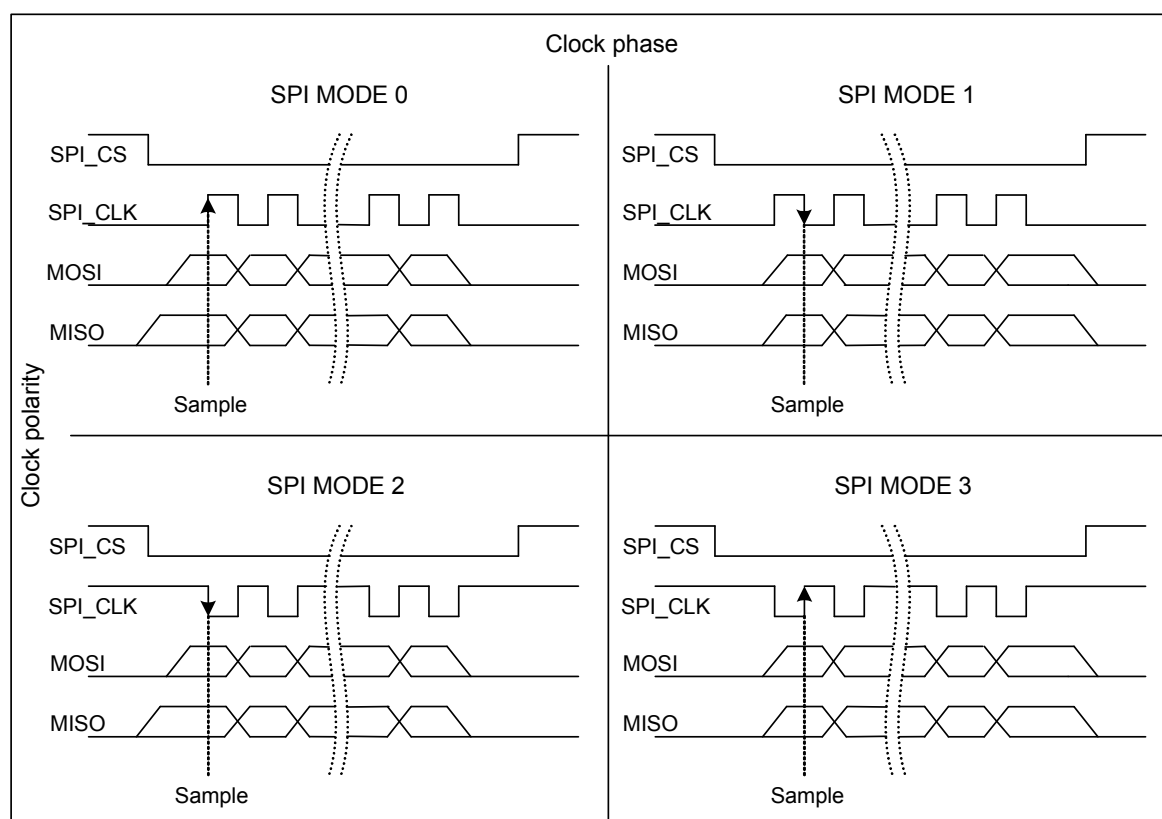 Clock phase
SPI MODE 0
SPI_CS
SPI_CLK
MOSI
MISO
Sample
SPI MODE 1
SPI_CS
SPI_CLK
MOSI
MISO
Sample
Clock polarity
SPI MODE 2
SPI_CS
SPI_CLK
MOSI
MISO
Sample
SPI MODE 3
SPI_CS
SPI_CLK
MOSI
MISO
Sample